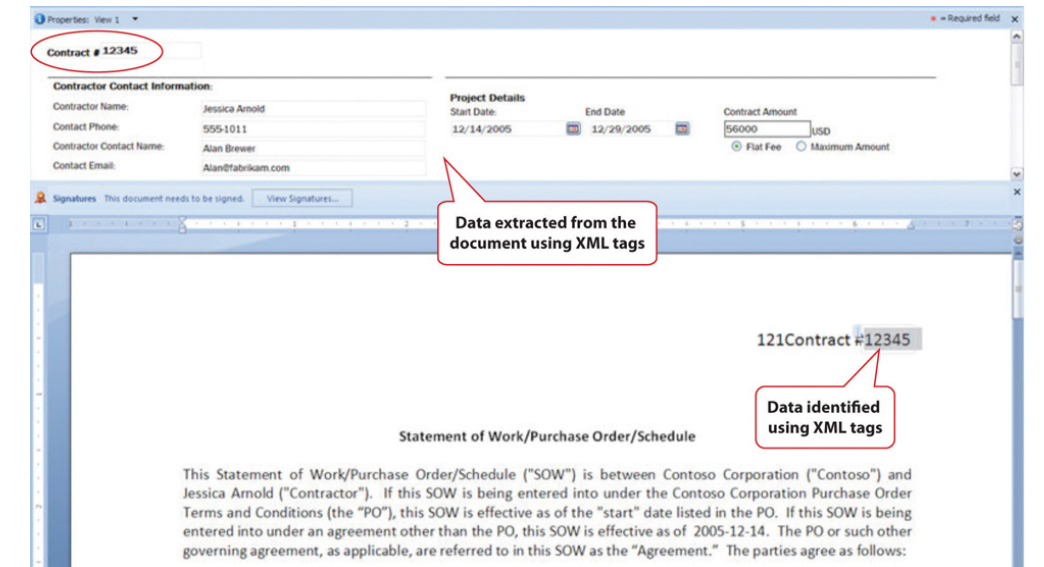 Properties: View 1
* = Required field
Contract # 12345
Contractor Contact Information:
Contractor Name: Jessica Arnold
Contact Phone: 555-1011
Contractor Contact Name: Alan Brewer
Contact Email: Alan@fabrikam.com
Project Details
Start Date: End Date Contract Amount
12/14/2005 12/29/2005 56000 USD
Flat Fee Maximum Amount
Signatures This document needs to be signed. View Signatures...
Data extracted from the
document using XML tags
121Contract #12345
Data identified
using XML tags
Statement of Work/Purchase Order/Schedule
This Statement of Work/Purchase Order/Schedule ("SOW") is between Contoso Corporation ("Contoso") and
Jessica Arnold ("Contractor"). If this SOW is being entered into under the Contoso Corporation Purchase Order
Terms and Conditions (the "PO"), this SOW is effective as of the "start" date listed in the PO. If this SOW is being
entered into under an agreement other than the PO, this SOW is effective as of 2005-12-14. The PO or such other
governing agreement, as applicable, are referred to in this SOW as the "Agreement." The parties agree as follows: